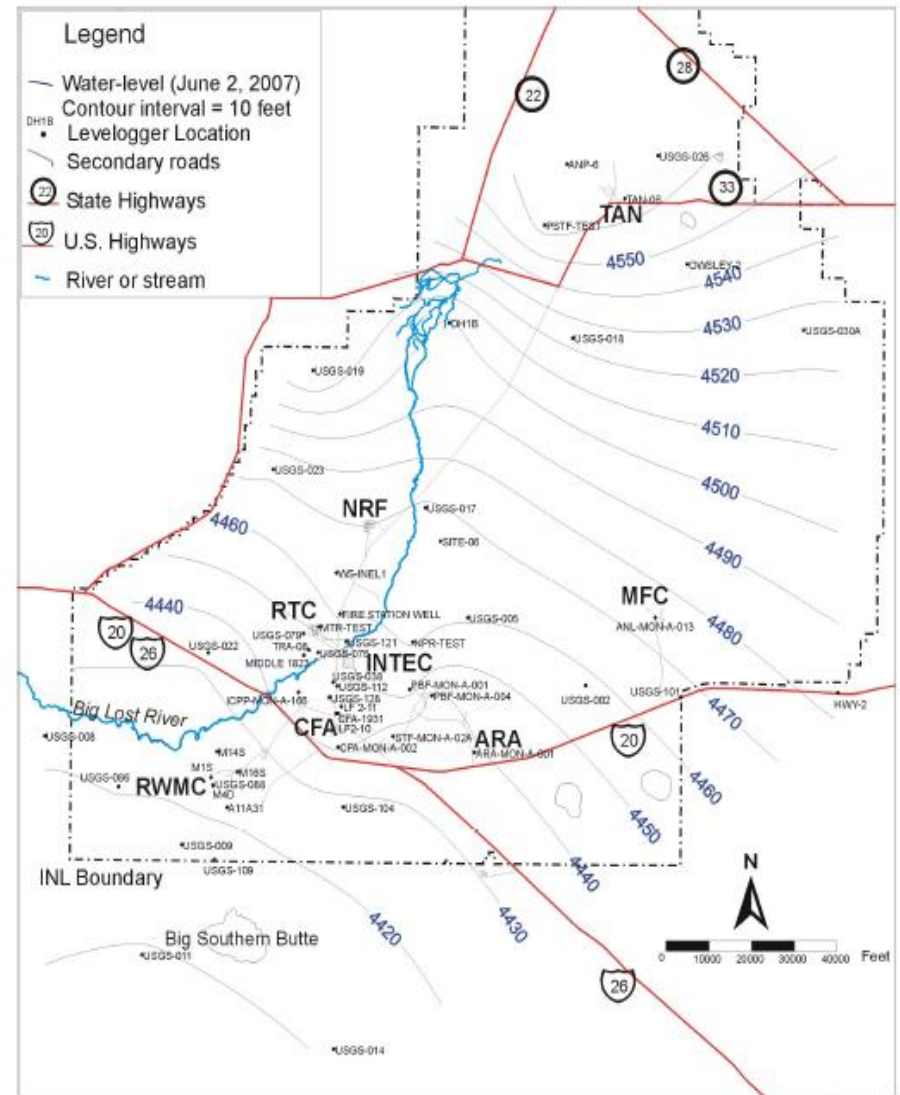 Legend
Water-level (June 2, 2007)
Contour interval = 10 feet
DH1B
Levelogger Location
Secondary roads
22
State Highways
20
U.S. Highways
River or stream
22
28
33
ANP-6
USGS-026
TAN
PSTF-TEST
4550
OWSLEY-2
4540
DH1B
4530
USGS-030A
USGS-018
USGS-019
4520
4510
USGS-023
4500
NRF
USGS-017
4460
SITE-06
4490
WS-INEL1
MFC
4440
RTC
FIRE STATION WELL
USGS-005
ANL-MON-A-013
4480
20
26
MTR-TEST
USGS-079
USGS-121
NPR-TEST
USGS-022
TRA-08
USGS-076
MIDDLE 1823
INTEC
USGS-038
USGS-112
PBF-MON-A-001
USGS-002
USGS-101
ICPP-MON-A-166
USGS-128
PBF-MON-A-004
HWY-2
LF 2-11
4470
Big Lost River
CFA-1931
CFA
LF2-10
STF-MON-A-02A
ARA
20
USGS-008
CFA-MON-A-002
ARA-MON-A-001
M14S
M1S
M16S
USGS-086
RWMC
USGS-088
M4D
4460
A11A31
USGS-104
4450
USGS-009
USGS-109
INL Boundary
4440
N
4420
4430
Big Southern Butte
USGS-011
0
10000
20000
30000
40000
Feet
26
USGS-014